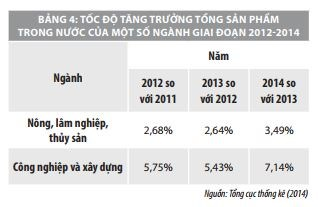 BẢNG 4: TỐC ĐỘ TĂNG TRƯỞNG TỔNG SẢN PHẨM
TRONG NƯỚC CỦA MỘT SỐ NGÀNH GIAI ĐOẠN 2012-2014
Ngành
Năm
2012 so
với 2011
2013 so
với 2012
2014 so
với 2013
Nông, lâm nghiệp,
thủy sản
2,68%
2,64%
3,49%
Công nghiệp và xây dựng
5,75%
5,43%
7,14%
Nguồn: Tổng cục thống kê (2014)